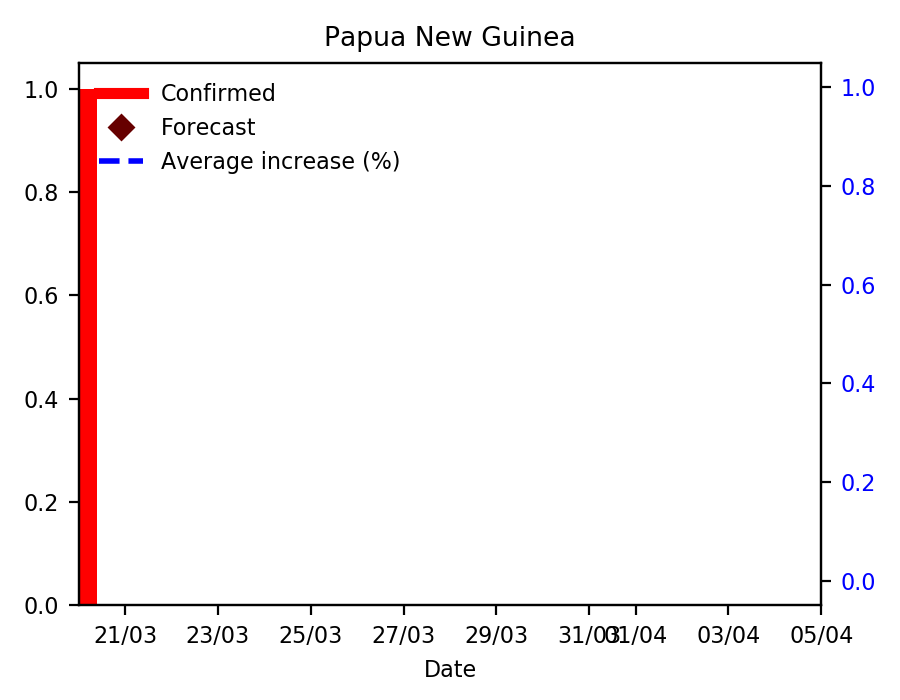 Papua New Guinea
Confirmed
Forecast
Average increase (%)
1.0
0.8
0.6
0.4
0.2
0.0
1.0
0.8
0.6
0.4
0.2
0.0
21/03 23/03 25/03 27/03 29/03 31/03 01/04 03/04 05/04
Date